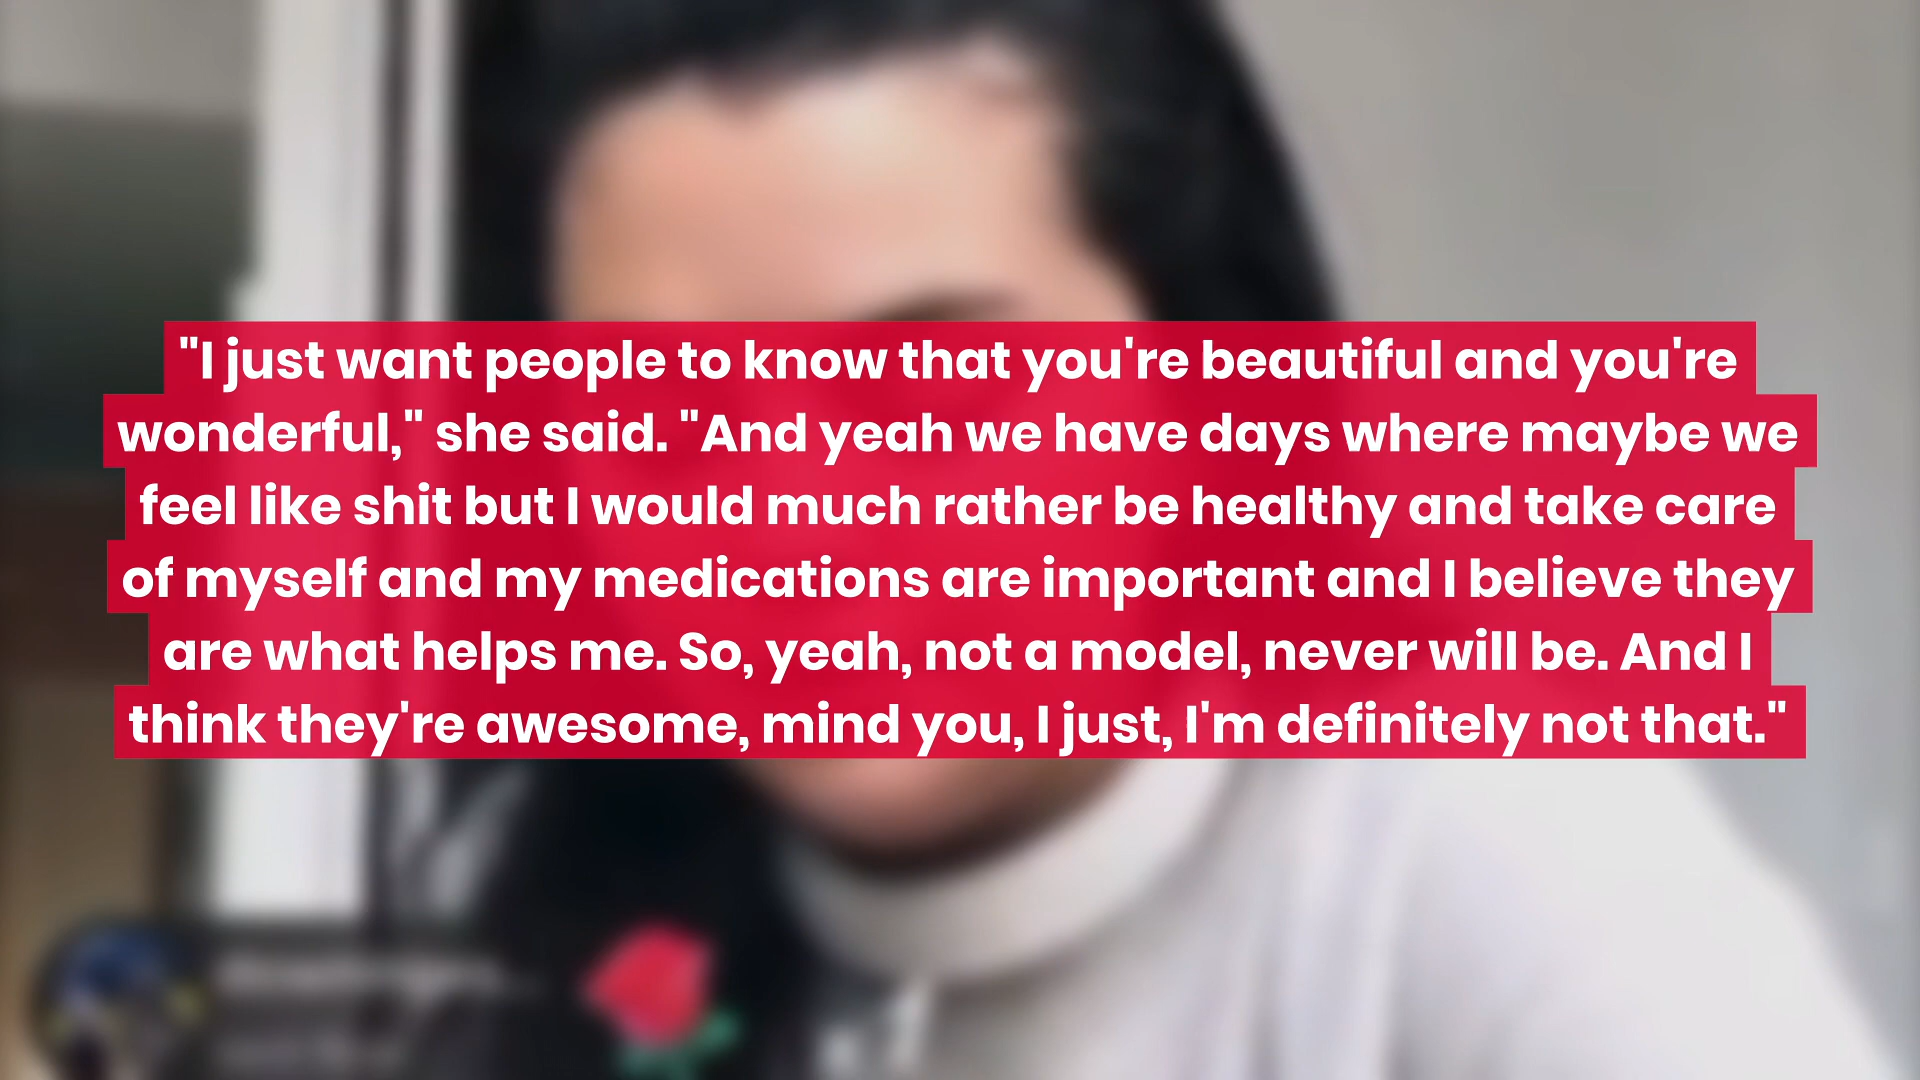 "I just want people to know that you're beautiful and you're
wonderful," she said. "And yeah we have days where maybe we
feel like shit but I would much rather be healthy and take care
of myself and my medications are important and I believe they
are what helps me. So, yeah, not a model, never will be. And I
think they're awesome, mind you, I just, I'm definitely not that."